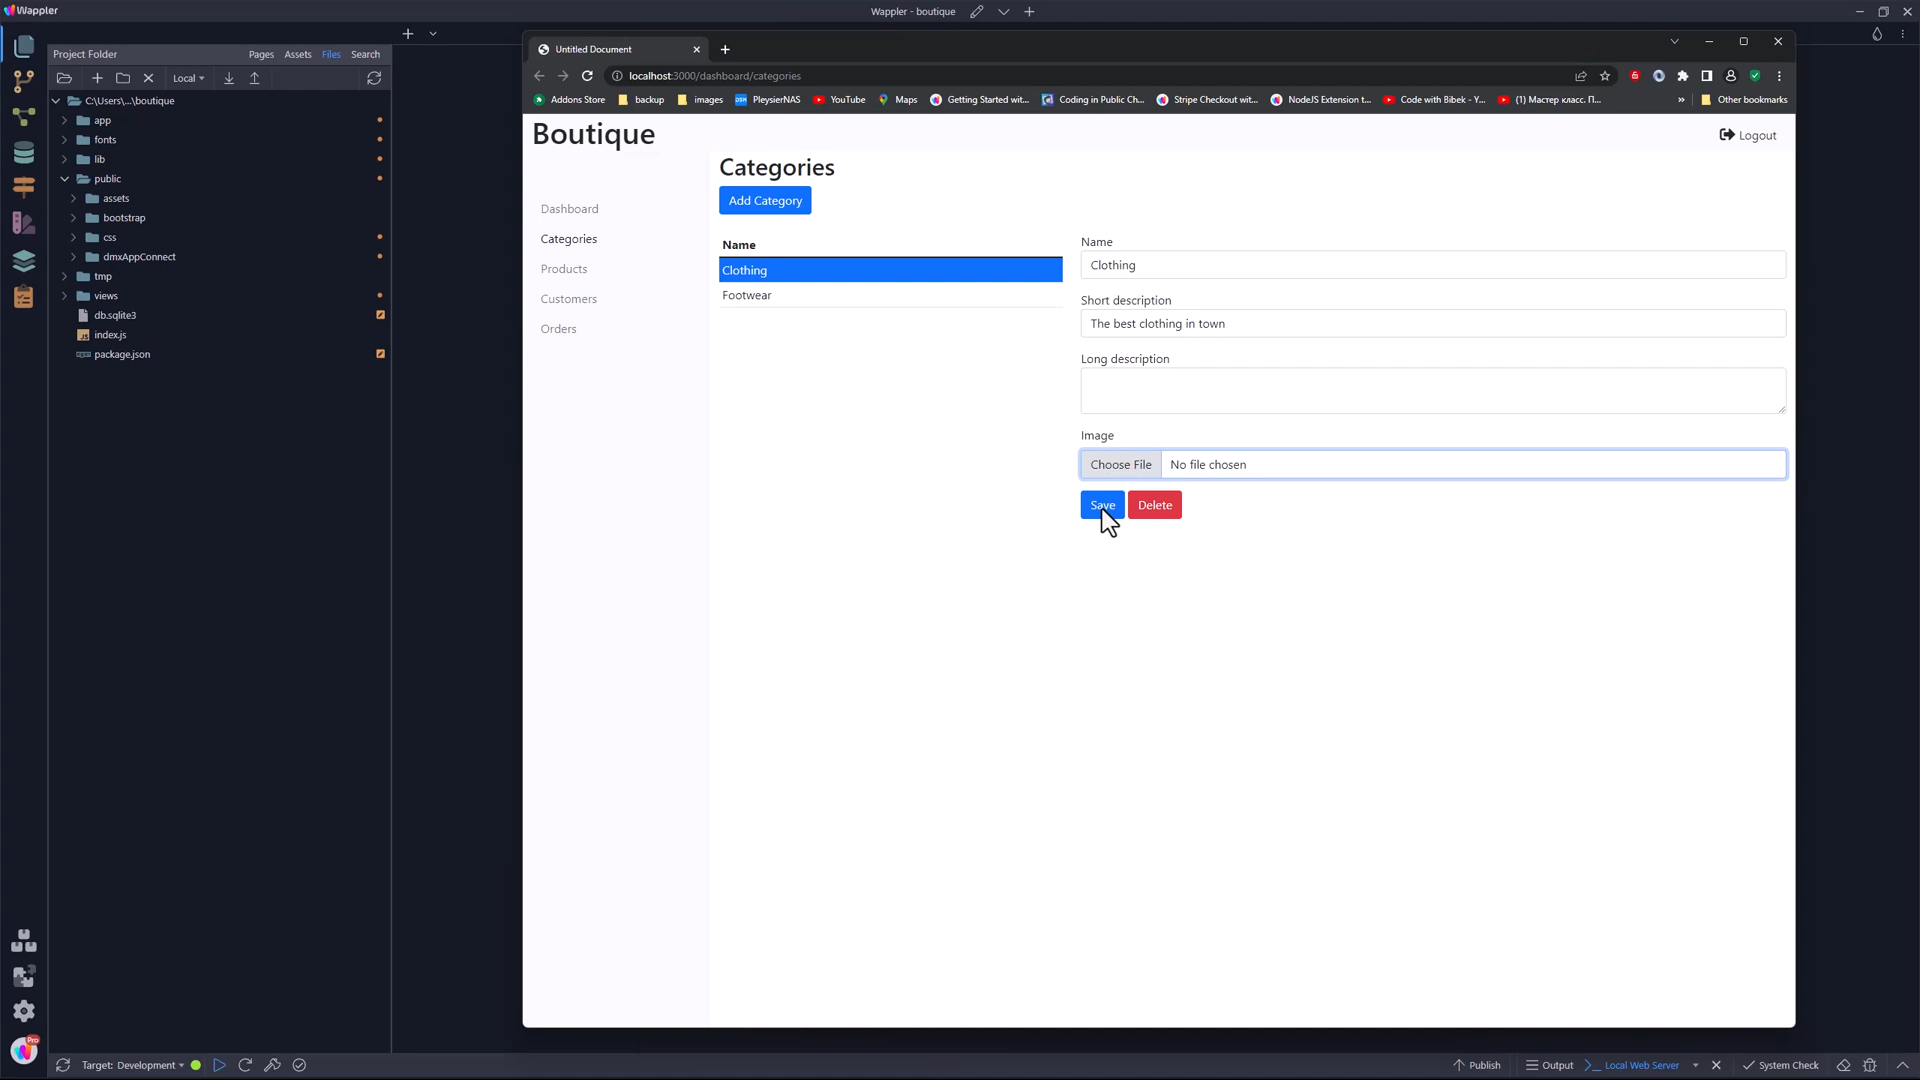 Wappler
Wappler - boutique
Project Folder
Pages Assets Files Search
Local
C:\Users\...\boutique
app
fonts
lib
public
assets
bootstrap
css
dmxAppConnect
tmp
views
db.sqlite3
index.js
package.json
Untitled Document
localhost:3000/dashboard/categories
Addons Store backup images PleysierNAS YouTube Maps Getting Started wit... Coding in Public Ch... Stripe Checkout wit... NodeJS Extension t... Code with Bibek - Y... (1) Мастер класс. П... » Other bookmarks
Boutique
Logout
Categories
Add Category
Dashboard
Categories
Products
Customers
Orders
Name
Clothing
Footwear
Name
Clothing
Short description
The best clothing in town
Long description
Image
Choose File No file chosen
Save Delete
Pro
Target: Development
Publish Output Local Web Server System Check